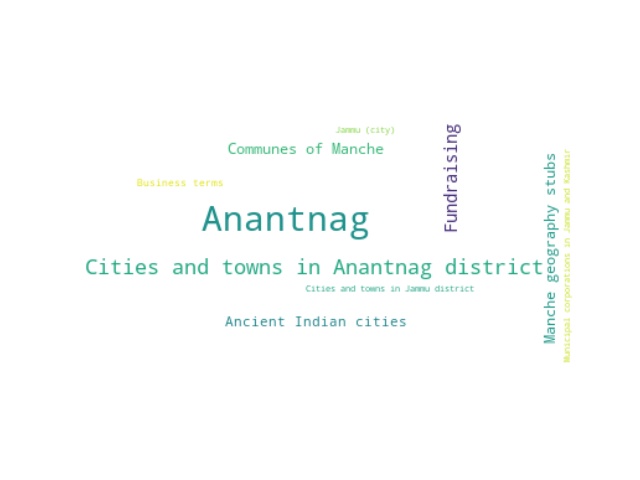 Jammu (city)
Communes of Manche
Fundraising
Business terms
Anantnag
Cities and towns in Anantnag district
Cities and towns in Jammu district
Ancient Indian cities
Manche geography stubs
Municipal corporations in Jammu and Kashmir